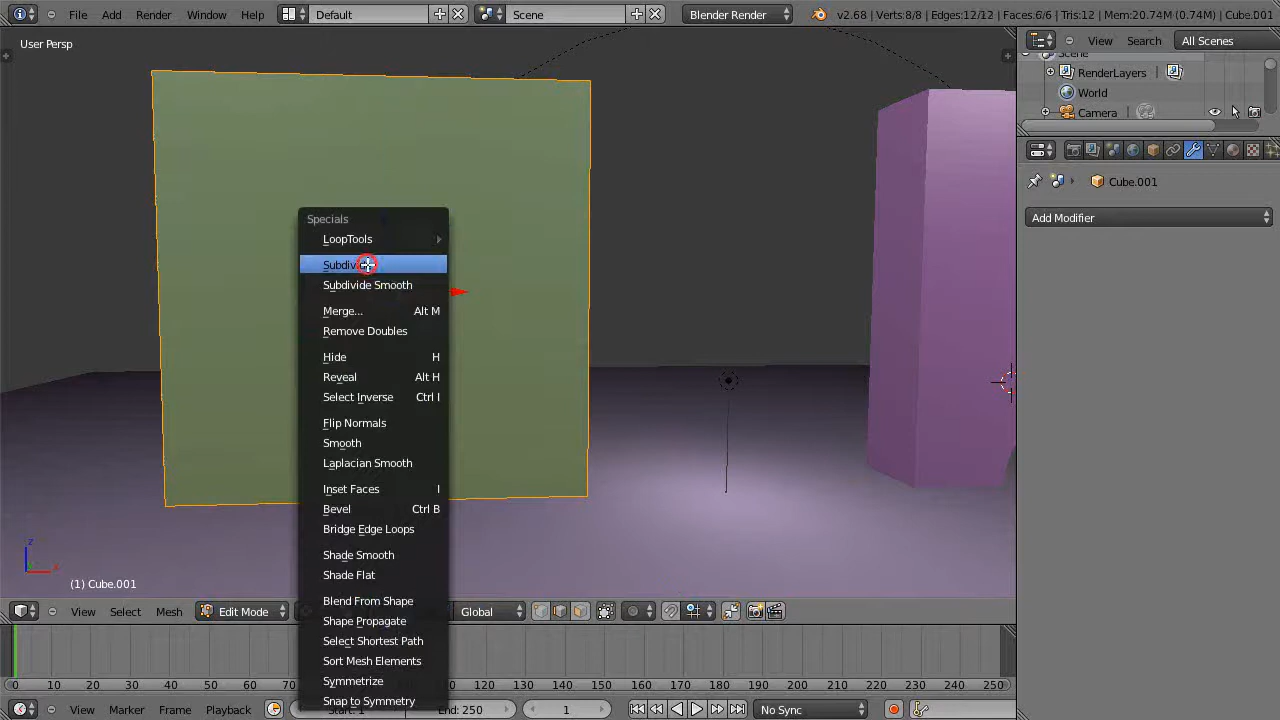 File Add Render Window Help Default Scene Blender Render v2.68 | Verts:8/8 | Edges:12/12 | Faces:6/6 | Tris:12 | Mem:20.74M (0.74M) | Cube.001
User Persp
View Search All Scenes
Scene
RenderLayers |
World
Camera |
Cube.001
Add Modifier
Specials
LoopTools
Subdivide
Subdivide Smooth
Merge... Alt M
Remove Doubles
Hide H
Reveal Alt H
Select Inverse Ctrl I
Flip Normals
Smooth
Laplacian Smooth
Inset Faces I
Bevel Ctrl B
Bridge Edge Loops
Shade Smooth
Shade Flat
Blend From Shape
Shape Propagate
Select Shortest Path
Sort Mesh Elements
Symmetrize
Snap to Symmetry
z
x
(1) Cube.001
View Select Mesh Edit Mode Global
0 10 20 30 40 50 60 70 120 130 140 150 160 170 180 190 200 210 220 230 240 250
View Marker Frame Playback Start: 1 End: 250 1 No Sync